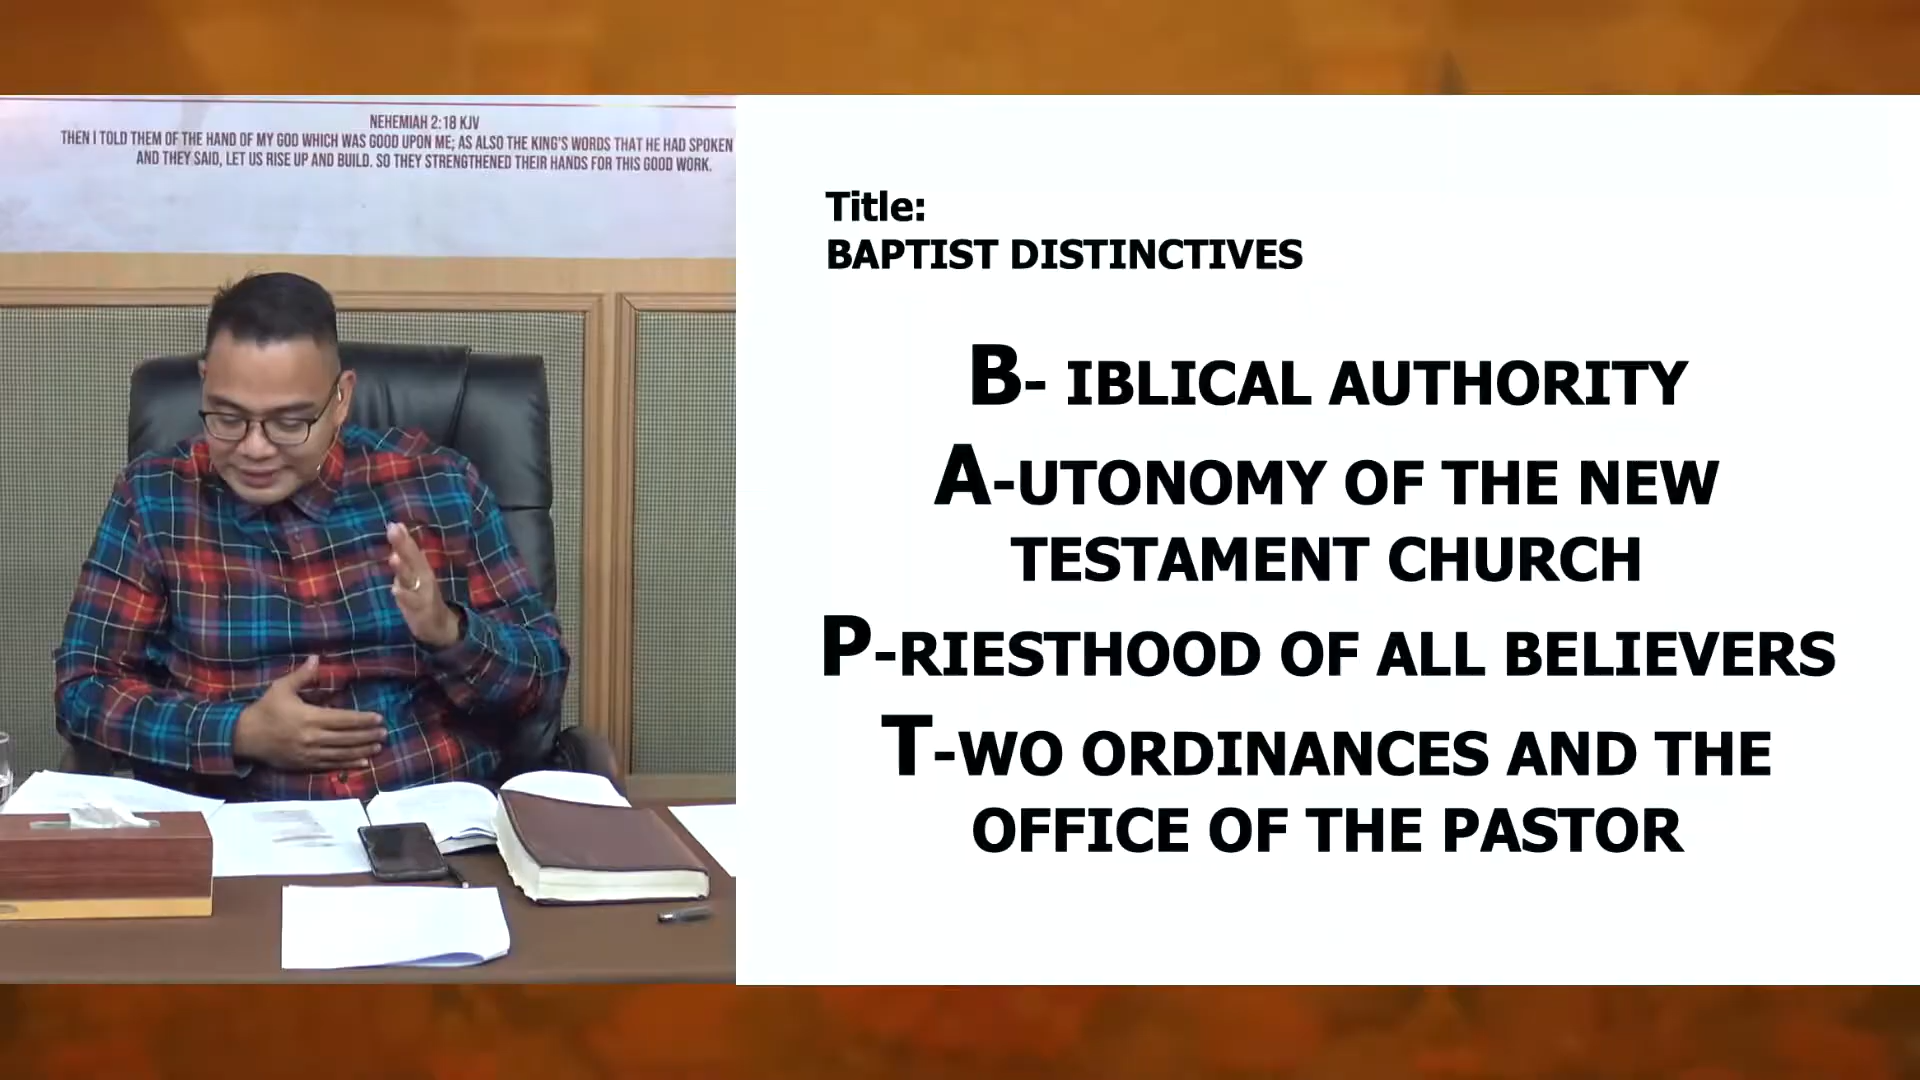 NEHEMIAH 2:18 KJV
THEN I TOLD THEM OF THE HAND OF MY GOD WHICH WAS GOOD UPON ME; AS ALSO THE KING'S WORDS THAT HE HAD SPOKEN
AND THEY SAID, LET US RISE UP AND BUILD. SO THEY STRENGTHENED THEIR HANDS FOR THIS GOOD WORK.
Title:
BAPTIST DISTINCTIVES
B- IBLICAL AUTHORITY
A-UTONOMY OF THE NEW
TESTAMENT CHURCH
P-RIESTHOOD OF ALL BELIEVERS
T-WO ORDINANCES AND THE
OFFICE OF THE PASTOR